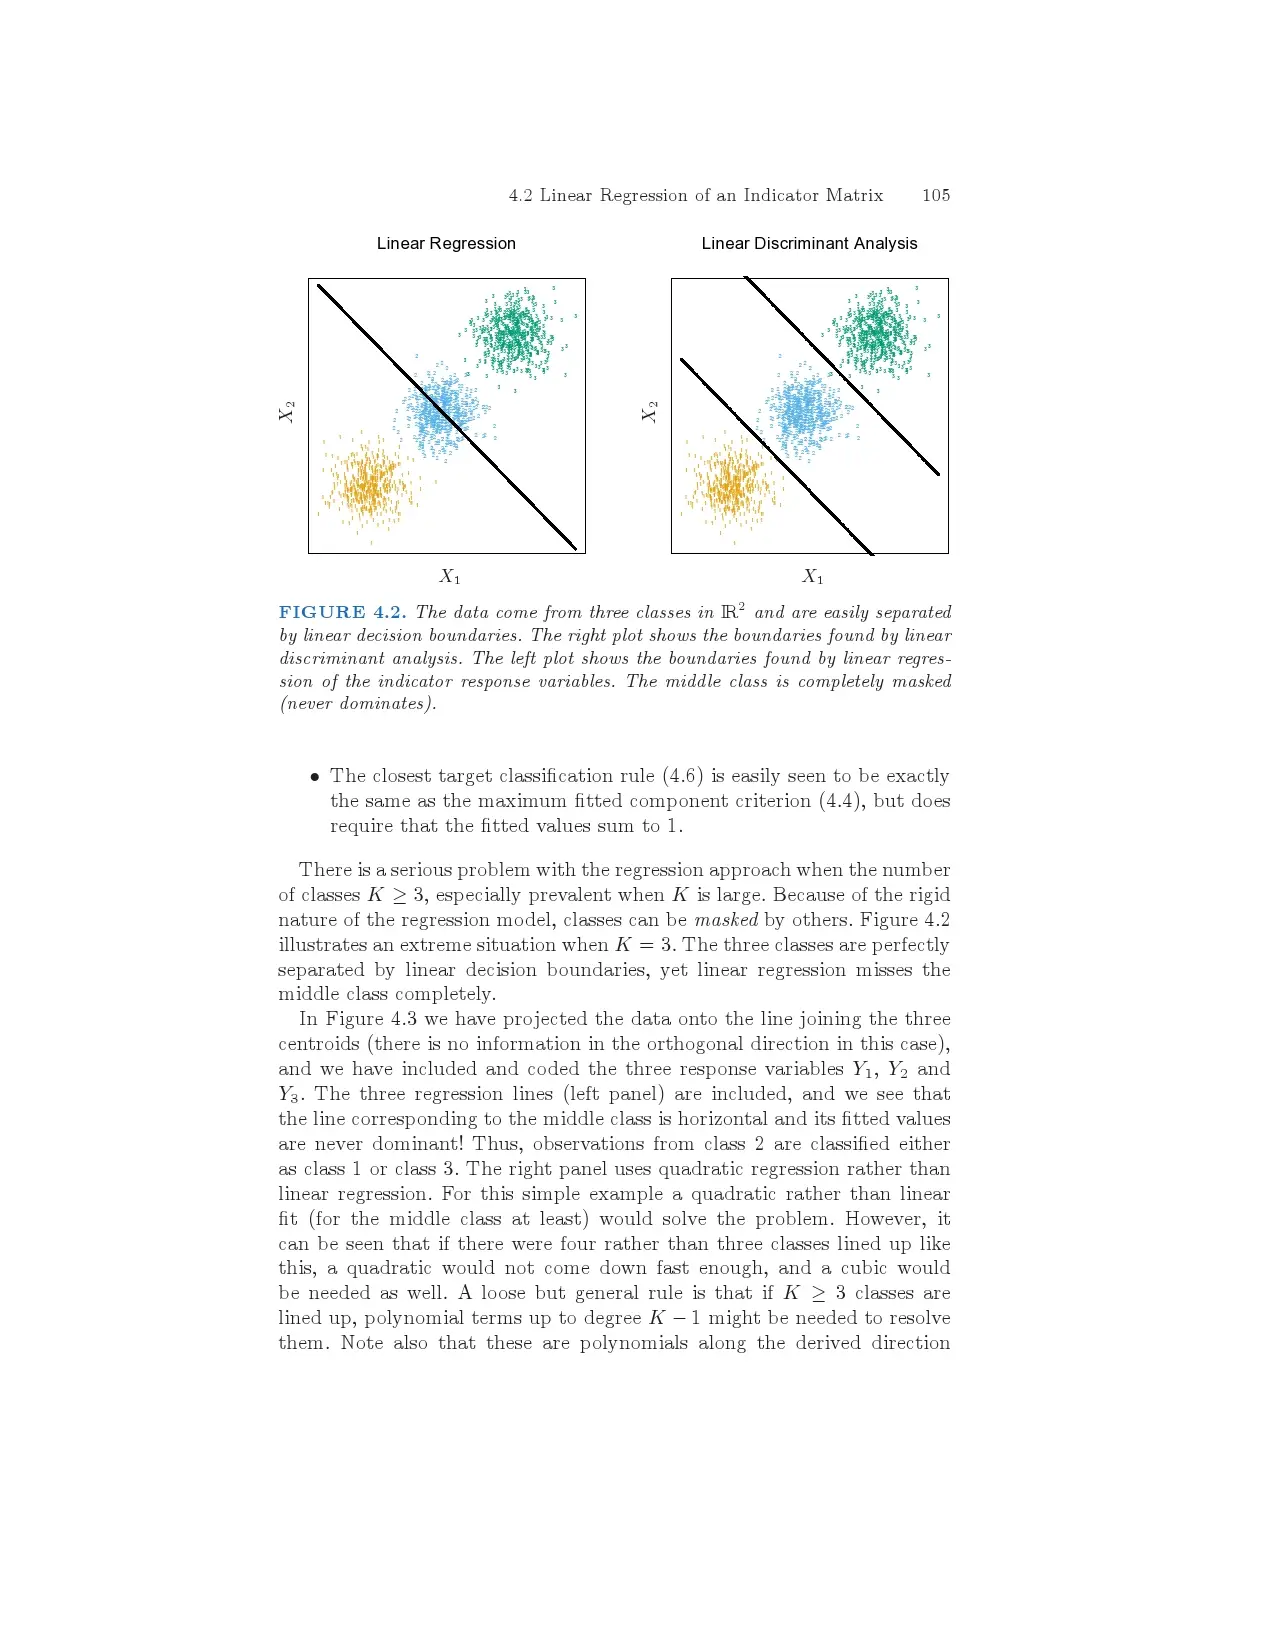 4.2 Linear Regression of an Indicator Matrix 105
Linear Regression
Linear Discriminant Analysis
X2
X1
X2
X1
FIGURE 4.2. The data come from three classes in ℝ² and are easily separated
by linear decision boundaries. The right plot shows the boundaries found by linear
discriminant analysis. The left plot shows the boundaries found by linear regres-
sion of the indicator response variables. The middle class is completely masked
(never dominates).
• The closest target classification rule (4.6) is easily seen to be exactly
the same as the maximum fitted component criterion (4.4), but does
require that the fitted values sum to 1.
There is a serious problem with the regression approach when the number
of classes K ≥ 3, especially prevalent when K is large. Because of the rigid
nature of the regression model, classes can be masked by others. Figure 4.2
illustrates an extreme situation when K = 3. The three classes are perfectly
separated by linear decision boundaries, yet linear regression misses the
middle class completely.
In Figure 4.3 we have projected the data onto the line joining the three
centroids (there is no information in the orthogonal direction in this case),
and we have included and coded the three response variables Y1, Y2 and
Y3. The three regression lines (left panel) are included, and we see that
the line corresponding to the middle class is horizontal and its fitted values
are never dominant! Thus, observations from class 2 are classified either
as class 1 or class 3. The right panel uses quadratic regression rather than
linear regression. For this simple example a quadratic rather than linear
fit (for the middle class at least) would solve the problem. However, it
can be seen that if there were four rather than three classes lined up like
this, a quadratic would not come down fast enough, and a cubic would
be needed as well. A loose but general rule is that if K ≥ 3 classes are
lined up, polynomial terms up to degree K − 1 might be needed to resolve
them. Note also that these are polynomials along the derived direction